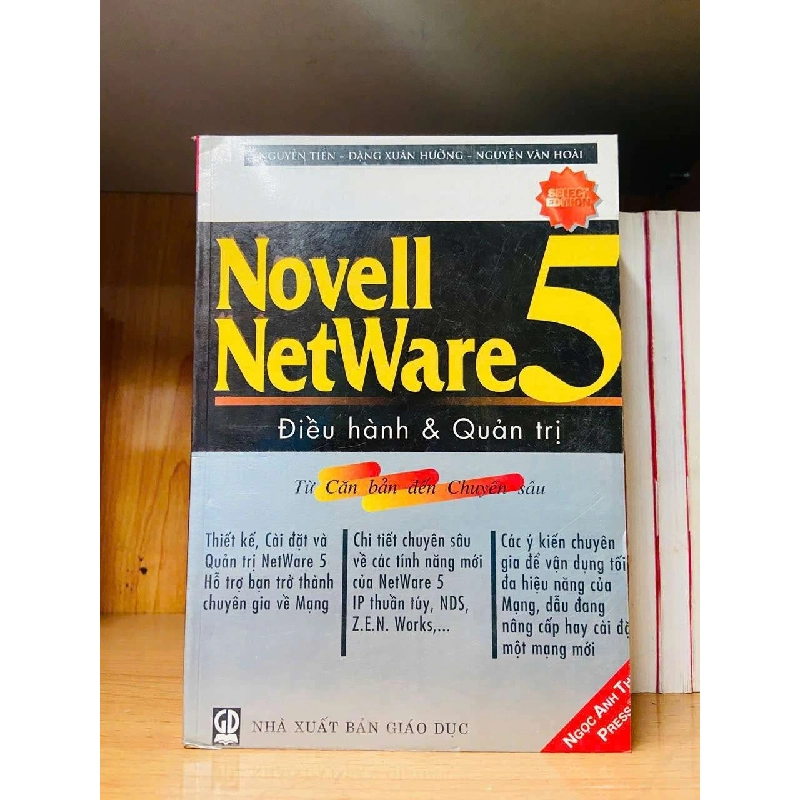 NGUYỄN TIẾN - ĐẶNG XUÂN HƯỜNG - NGUYỄN VĂN HOÀI
SELECT
EDITION
Novell
NetWare 5
Điều hành & Quản trị
Từ Căn bản đến Chuyên sâu
Thiết kế, Cài đặt và
Quản trị NetWare 5
Hỗ trợ bạn trở thành
chuyên gia về Mạng
Chi tiết chuyên sâu
về các tính năng mới
của NetWare 5
IP thuần túy, NDS,
Z.E.N. Works,...
Các ý kiến chuyên
gia để vận dụng tối
đa hiệu năng của
Mạng, dẫu đang
nâng cấp hay cài
một mạng mới
NGỌC ANH
PRESS
GD
NHÀ XUẤT BẢN GIÁO DỤC